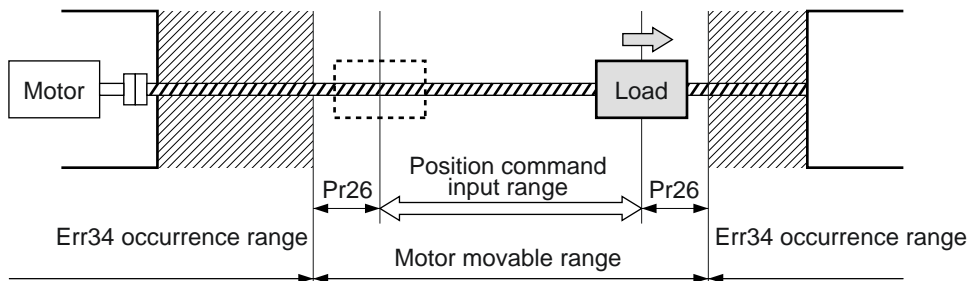 Motor
Load
Position command
input range
Pr26
Pr26
Err34 occurrence range
Motor movable range
Err34 occurrence range